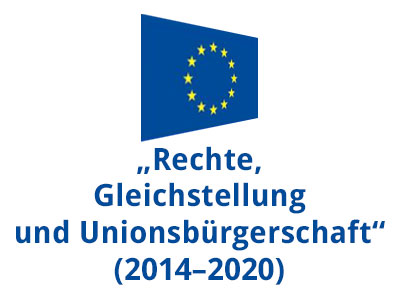 „Rechte,
Gleichstellung
und Unionsbürgerschaft“
(2014–2020)